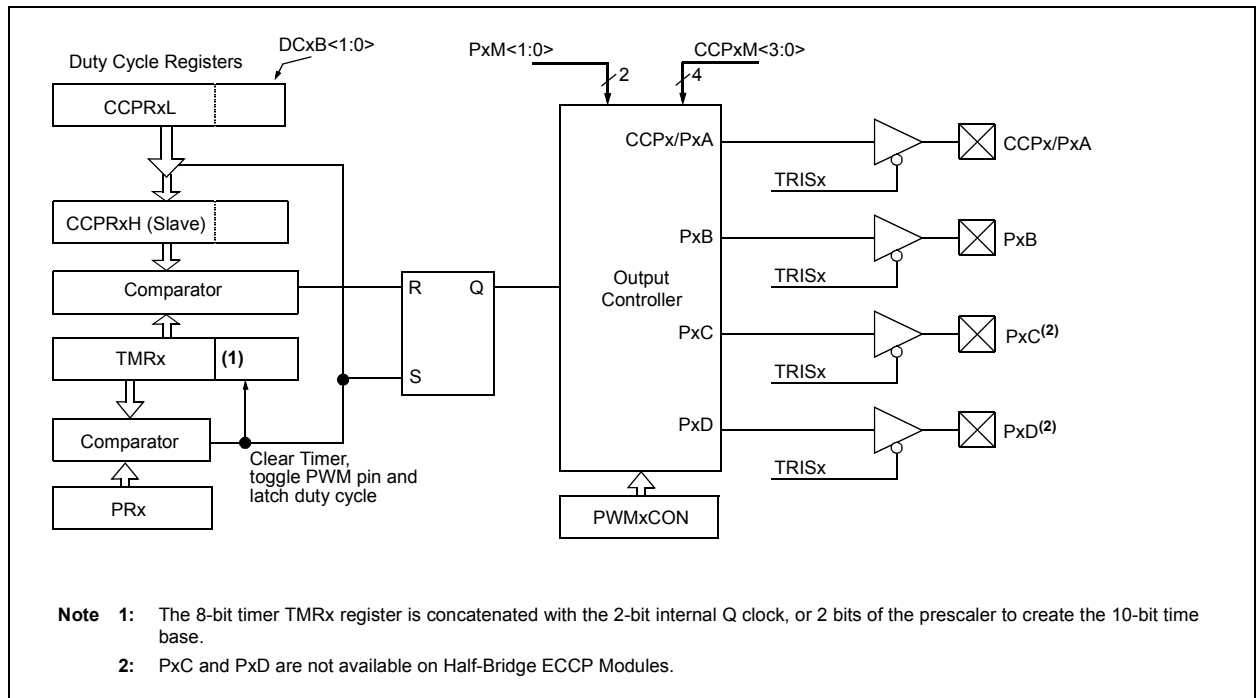 DCxB<1:0>
Duty Cycle Registers
CCPRxL
CCPRxH (Slave)
Comparator
TMRx
(1)
Comparator
PRx
Clear Timer,
toggle PWM pin and
latch duty cycle
R
Q
S
PxM<1:0>
2
CCPxM<3:0>
4
Output
Controller
CCPx/PxA
PxB
PxC
PxD
PWMxCON
TRISx
CCPx/PxA
TRISx
PxB
TRISx
PxC(2)
TRISx
PxD(2)
Note 1: The 8-bit timer TMRx register is concatenated with the 2-bit internal Q clock, or 2 bits of the prescaler to create the 10-bit time
base.
2: PxC and PxD are not available on Half-Bridge ECCP Modules.